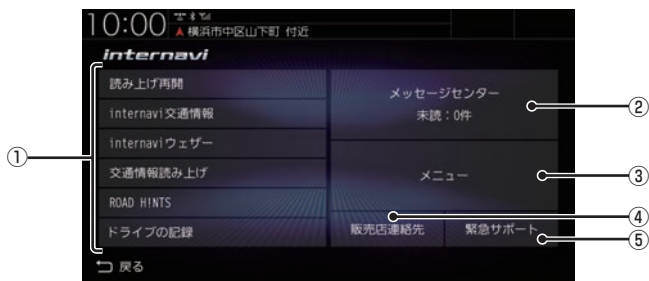 10:00
横浜市中区山下町 付近
internavi
読み上げ再開
internavi交通情報
internaviウェザー
交通情報読み上げ
ROAD H!NTS
ドライブの記録
メッセージセンター
未読：0件
メニュー
販売店連絡先
緊急サポート
戻る
①
②
③
④
⑤